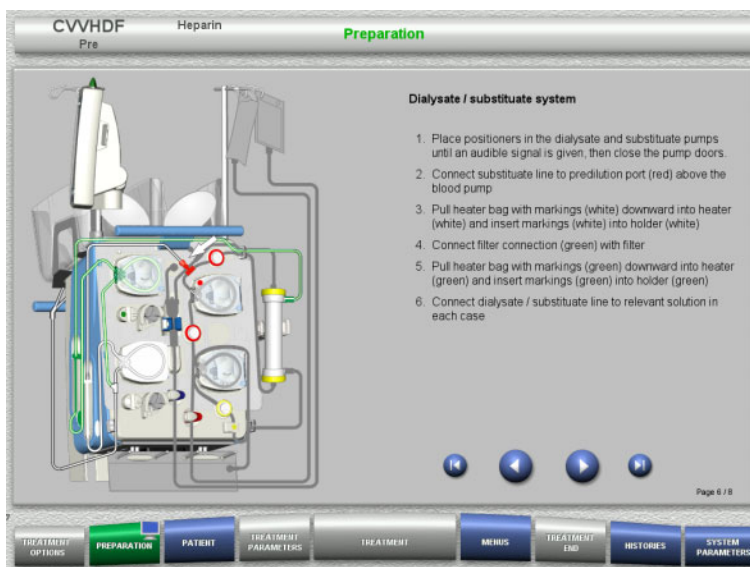 CVVHDF
Heparin
Preparation
Pre
Dialysate / substituate system
1. Place positioners in the dialysate and substituate pumps
until an audible signal is given, then close the pump doors.
2. Connect substituate line to predilution port (red) above the
blood pump
3. Pull heater bag with markings (white) downward into heater
(white) and insert markings (white) into holder (white)
4. Connect filter connection (green) with filter
5. Pull heater bag with markings (green) downward into heater
(green) and insert markings (green) into holder (green)
6. Connect dialysate / substituate line to relevant solution in
each case
Page 6 / 8
TREATMENT
OPTIONS
PREPARATION
PATIENT
TREATMENT
PARAMETERS
TREATMENT
MENUS
TREATMENT
END
HISTORIES
SYSTEM
PARAMETERS